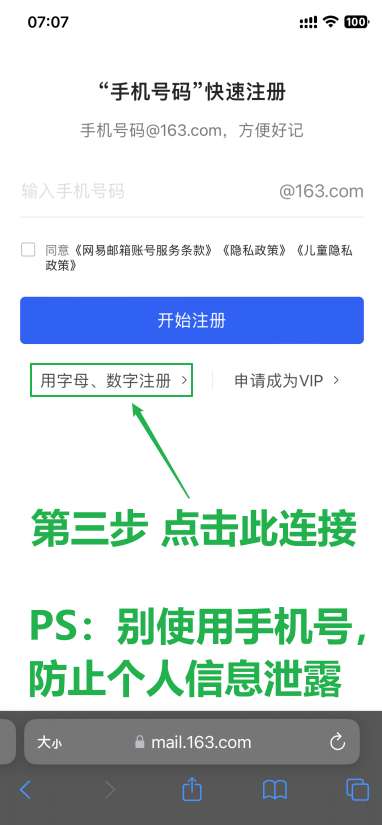 07:07
100
“手机号码”快速注册
手机号码@163.com，方便好记
输入手机号码 @163.com
同意《网易邮箱账号服务条款》《隐私政策》《儿童隐私
政策》
开始注册
用字母、数字注册 申请成为VIP
第三步 点击此连接
PS：别使用手机号，
防止个人信息泄露
大小 mail.163.com